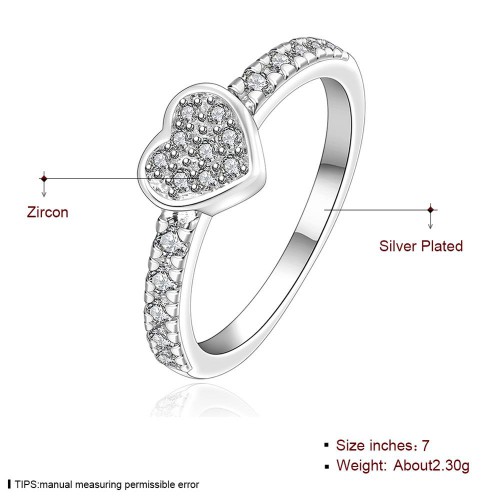 Zircon
Silver Plated
Size inches: 7
Weight: About2.30g
TIPS:manual measuring permissible error